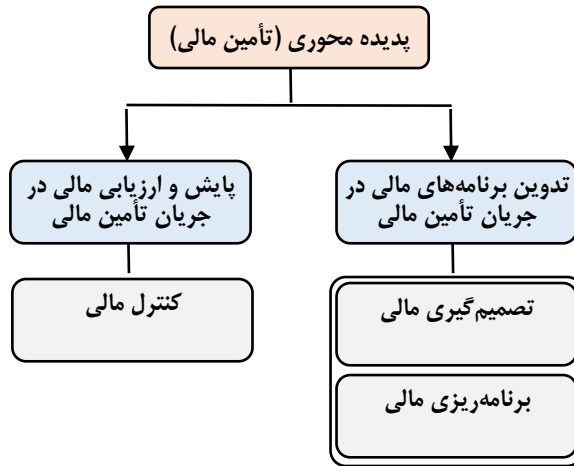 پدیده محوری (تأمین مالی)
تدوین برنامه‌های مالی در
جریان تأمین مالی
پایش و ارزیابی مالی در
جریان تأمین مالی
تصمیم‌گیری مالی
برنامه‌ریزی مالی
کنترل مالی